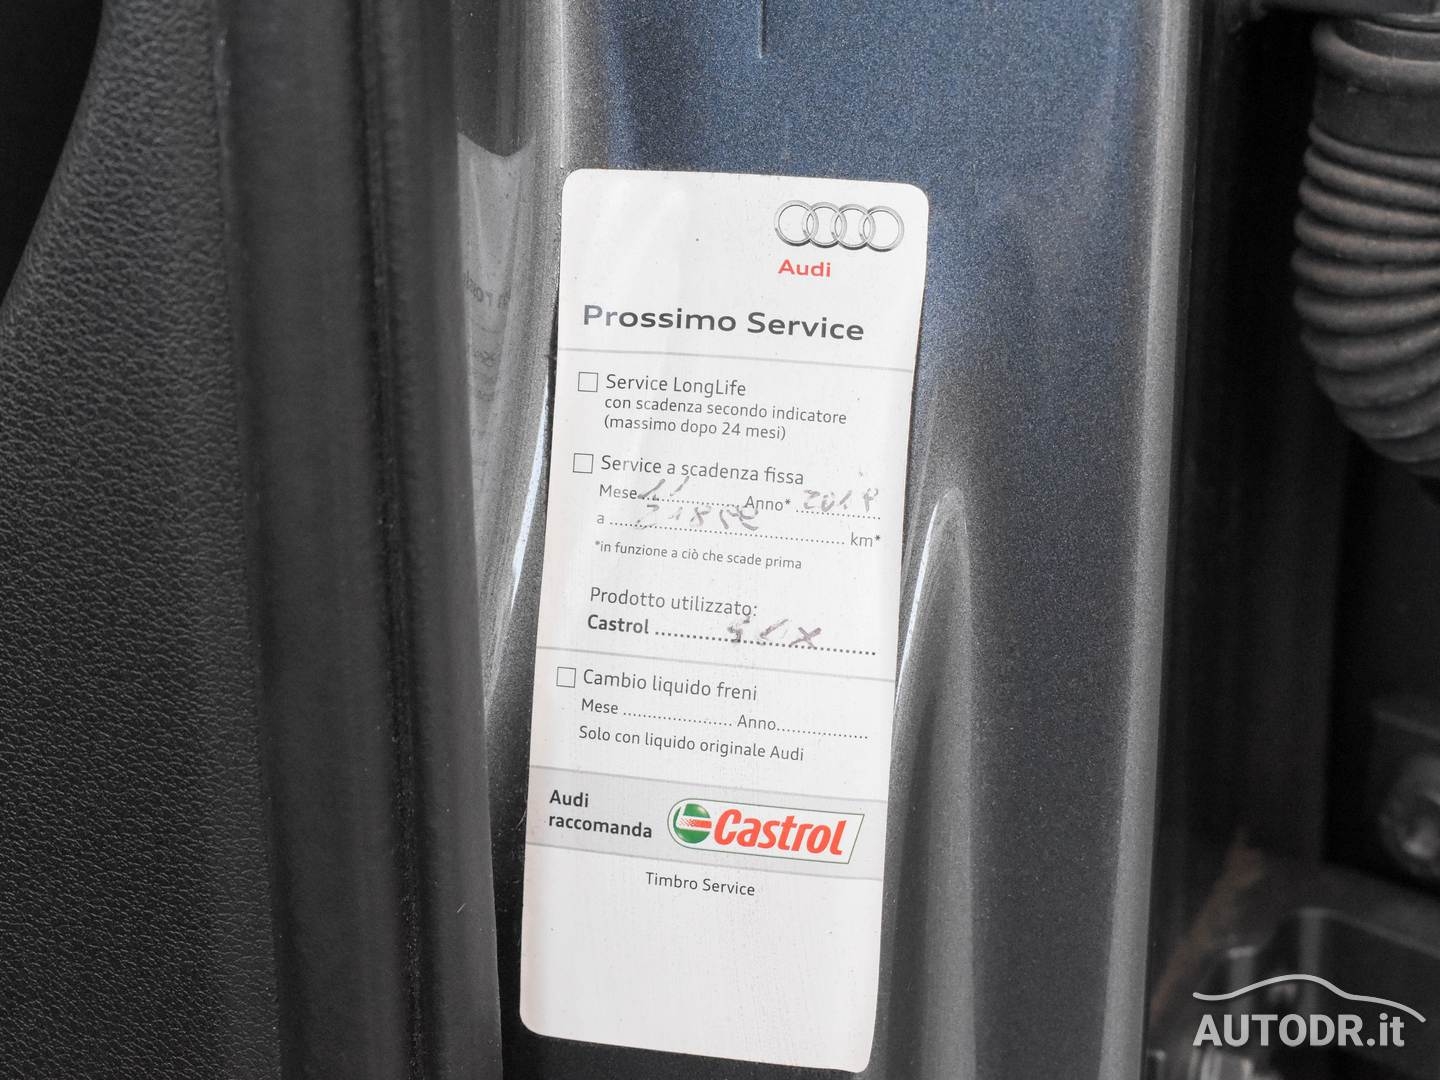 Audi
Prossimo Service
Service LongLife
con scadenza secondo indicatore
(massimo dopo 24 mesi)
Service a scadenza fissa
Mese 11 Anno* 2019
a km*
*in funzione a ciò che scade prima
Prodotto utilizzato:
Castrol
Cambio liquido freni
Mese Anno
Solo con liquido originale Audi
Audi
raccomanda
Castrol
Timbro Service
AUTODR.it